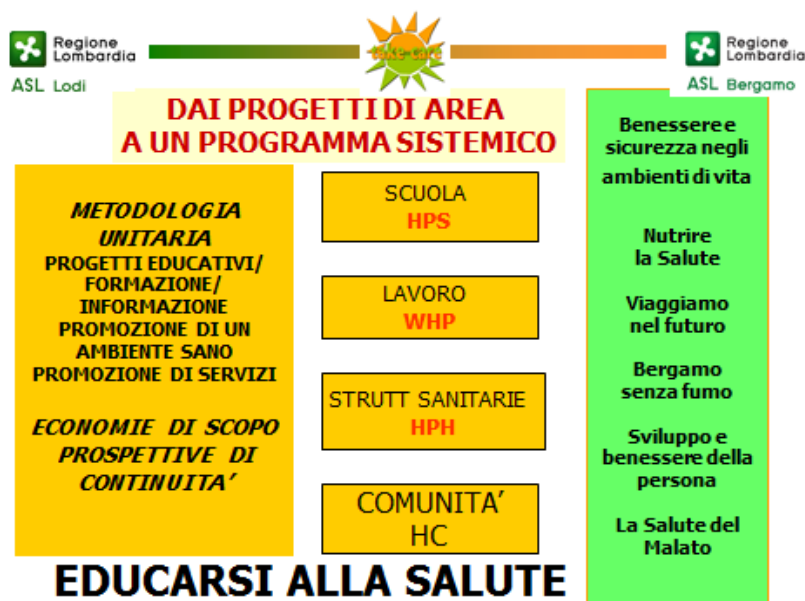 Regione
Lombardia
ASL Lodi
take-care
Regione
Lombardia
ASL Bergamo
DAI PROGETTI DI AREA
A UN PROGRAMMA SISTEMICO
METODOLOGIA
UNITARIA
PROGETTI EDUCATIVI/
FORMAZIONE/
INFORMAZIONE
PROMOZIONE DI UN
AMBIENTE SANO
PROMOZIONE DI SERVIZI
ECONOMIE DI SCOPO
PROSPETTIVE DI
CONTINUITA’
SCUOLA
HPS
LAVORO
WHP
STRUTT SANITARIE
HPH
COMUNITA’
HC
Benessere e
sicurezza negli
ambienti di vita
Nutrire
la Salute
Viaggiamo
nel futuro
Bergamo
senza fumo
Sviluppo e
benessere della
persona
La Salute del
Malato
EDUCARSI ALLA SALUTE